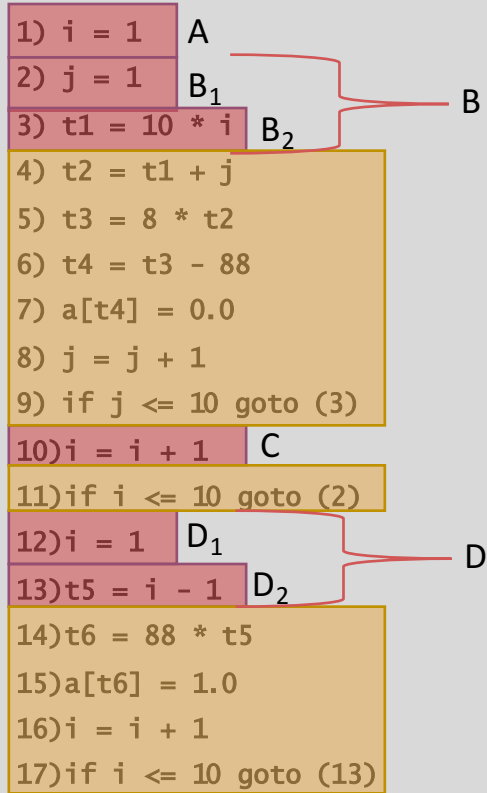 1) i = 1 A
2) j = 1 B1
B
3) t1 = 10 * i B2
4) t2 = t1 + j
5) t3 = 8 * t2
6) t4 = t3 - 88
7) a[t4] = 0.0
8) j = j + 1
9) if j <= 10 goto (3)
10)i = i + 1 C
11)if i <= 10 goto (2)
12)i = 1 D1
D
13)t5 = i - 1 D2
14)t6 = 88 * t5
15)a[t6] = 1.0
16)i = i + 1
17)if i <= 10 goto (13)